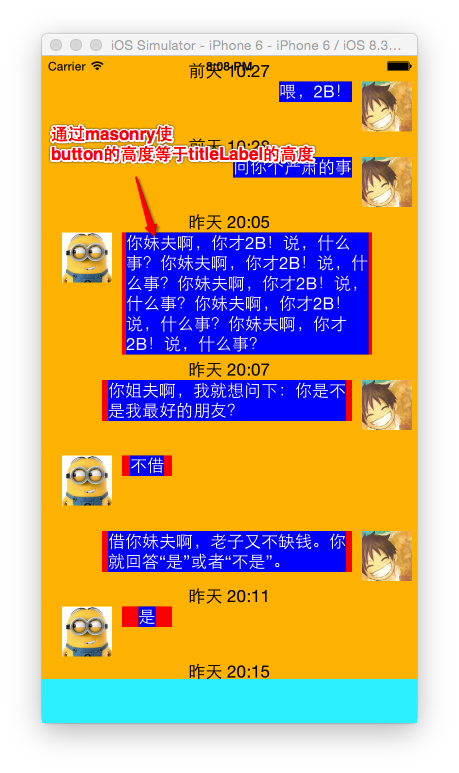 iOS Simulator - iPhone 6 - iPhone 6 / iOS 8.3...
Carrier
8:08 PM
前天 10:27
喂，2B！
前天 10:28
通过masonry使
button的高度等于titleLabel的高度
问你个严肃的事
昨天 20:05
你妹夫啊，你才2B！说，什么
事？你妹夫啊，你才2B！说，什
么事？你妹夫啊，你才2B！说，
什么事？你妹夫啊，你才2B！
说，什么事？你妹夫啊，你才
2B！说，什么事？
昨天 20:07
你姐夫啊，我就想问下：你是不
是我最好的朋友？
不借
借你妹夫啊，老子又不缺钱。你
就回答“是”或者“不是”。
昨天 20:11
是
昨天 20:15